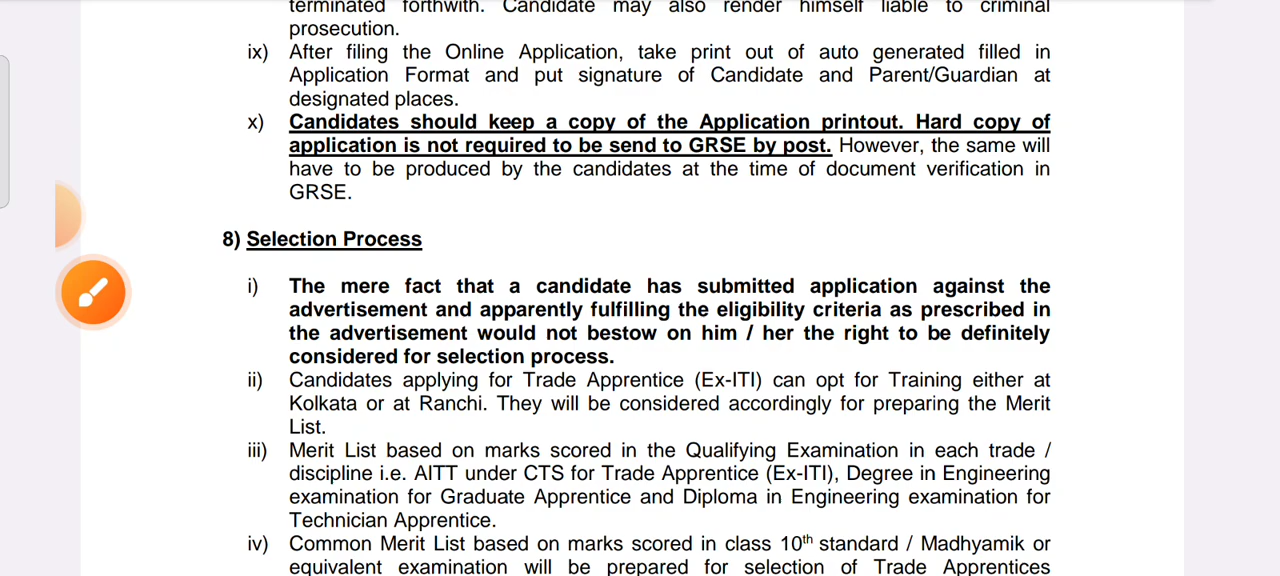 terminated forthwith. Candidate may also render himself liable to criminal
prosecution.
ix) After filing the Online Application, take print out of auto generated filled in
Application Format and put signature of Candidate and Parent/Guardian at
designated places.
x) Candidates should keep a copy of the Application printout. Hard copy of
application is not required to be send to GRSE by post. However, the same will
have to be produced by the candidates at the time of document verification in
GRSE.
8) Selection Process
i) The mere fact that a candidate has submitted application against the
advertisement and apparently fulfilling the eligibility criteria as prescribed in
the advertisement would not bestow on him / her the right to be definitely
considered for selection process.
ii) Candidates applying for Trade Apprentice (Ex-ITI) can opt for Training either at
Kolkata or at Ranchi. They will be considered accordingly for preparing the Merit
List.
iii) Merit List based on marks scored in the Qualifying Examination in each trade /
discipline i.e. AITT under CTS for Trade Apprentice (Ex-ITI), Degree in Engineering
examination for Graduate Apprentice and Diploma in Engineering examination for
Technician Apprentice.
iv) Common Merit List based on marks scored in class 10th standard / Madhyamik or
equivalent examination will be prepared for selection of Trade Apprentices